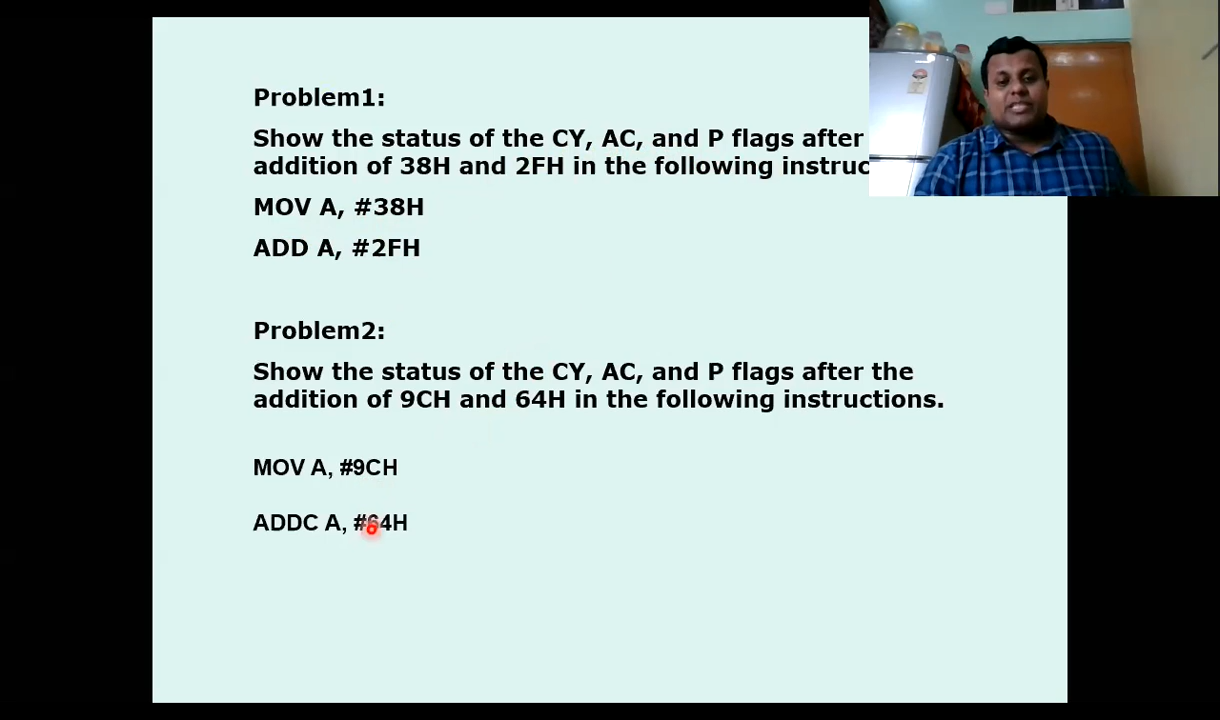 Problem1:
Show the status of the CY, AC, and P flags after
addition of 38H and 2FH in the following
MOV A, #38H
ADD A, #2FH
Problem2:
Show the status of the CY, AC, and P flags after the
addition of 9CH and 64H in the following instructions.
MOV A, #9CH
ADDC A, #64H